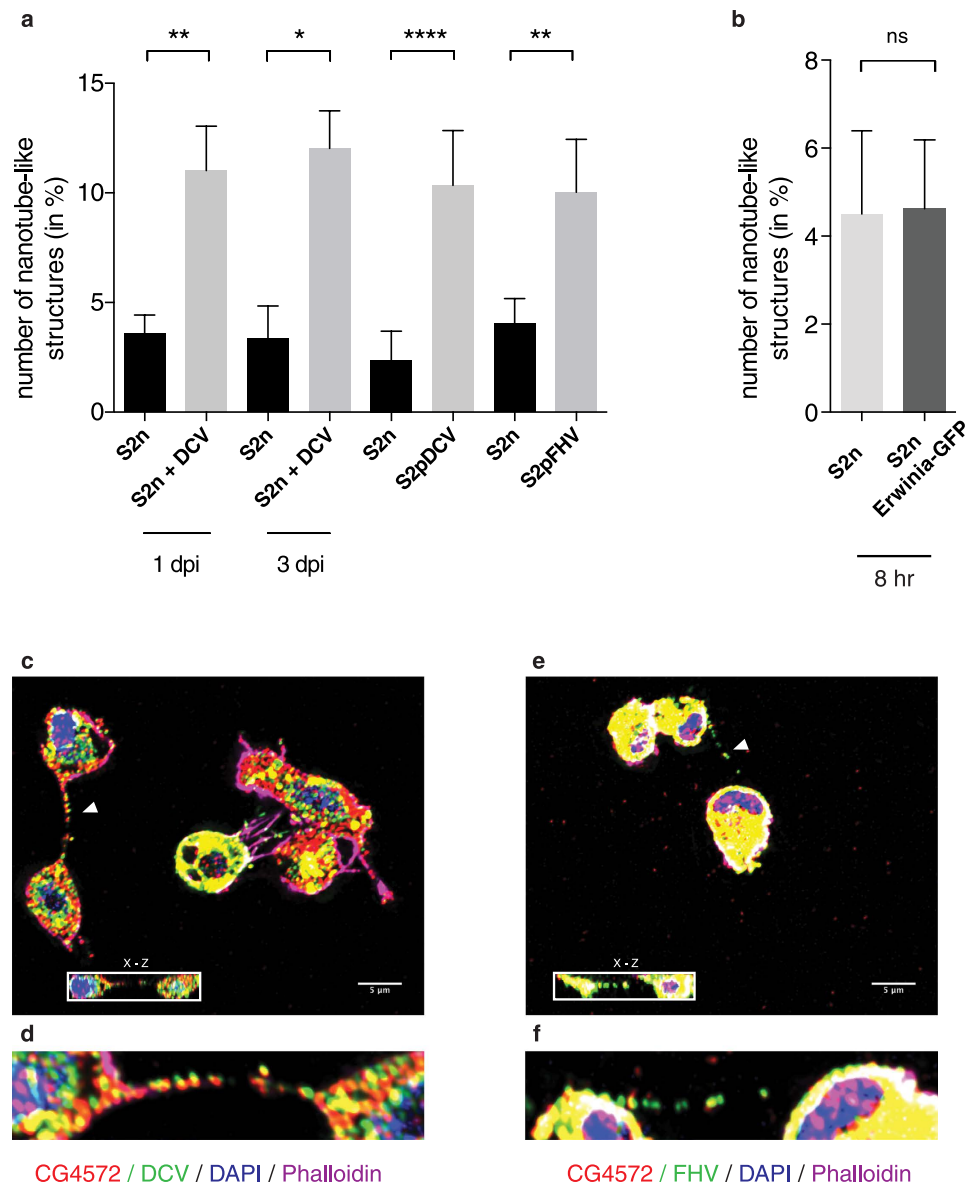 a
** * **** **
number of nanotube-like
structures (in %)
15
10
5
0
S2n S2n + DCV S2n S2n + DCV S2n S2pDCV S2n S2pFHV
1 dpi 3 dpi
b
ns
number of nanotube-like
structures (in %)
8
6
4
2
0
S2n S2n
Erwinia-GFP
8 hr
c
X - Z
5 µm
d
CG4572 / DCV / DAPI / Phalloidin
e
X - Z
5 µm
f
CG4572 / FHV / DAPI / Phalloidin